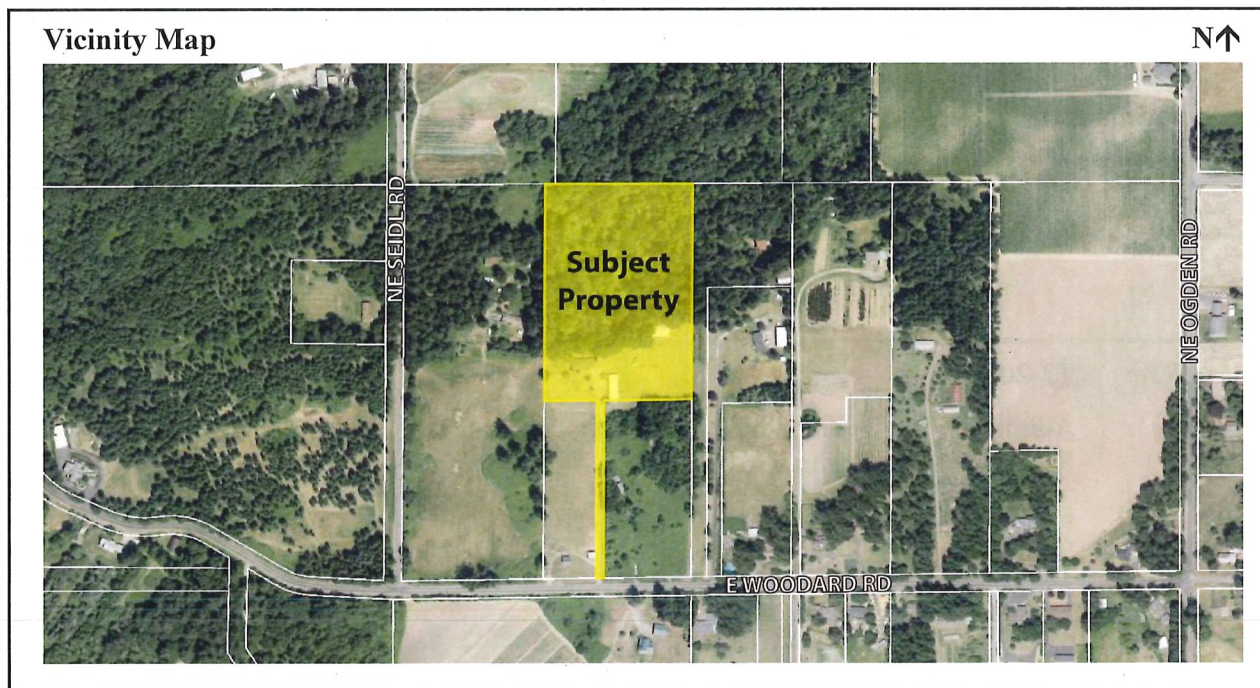 Vicinity Map
N↑
NE SEIDL RD
Subject
Property
NE OGDEN RD
E WOODARD RD